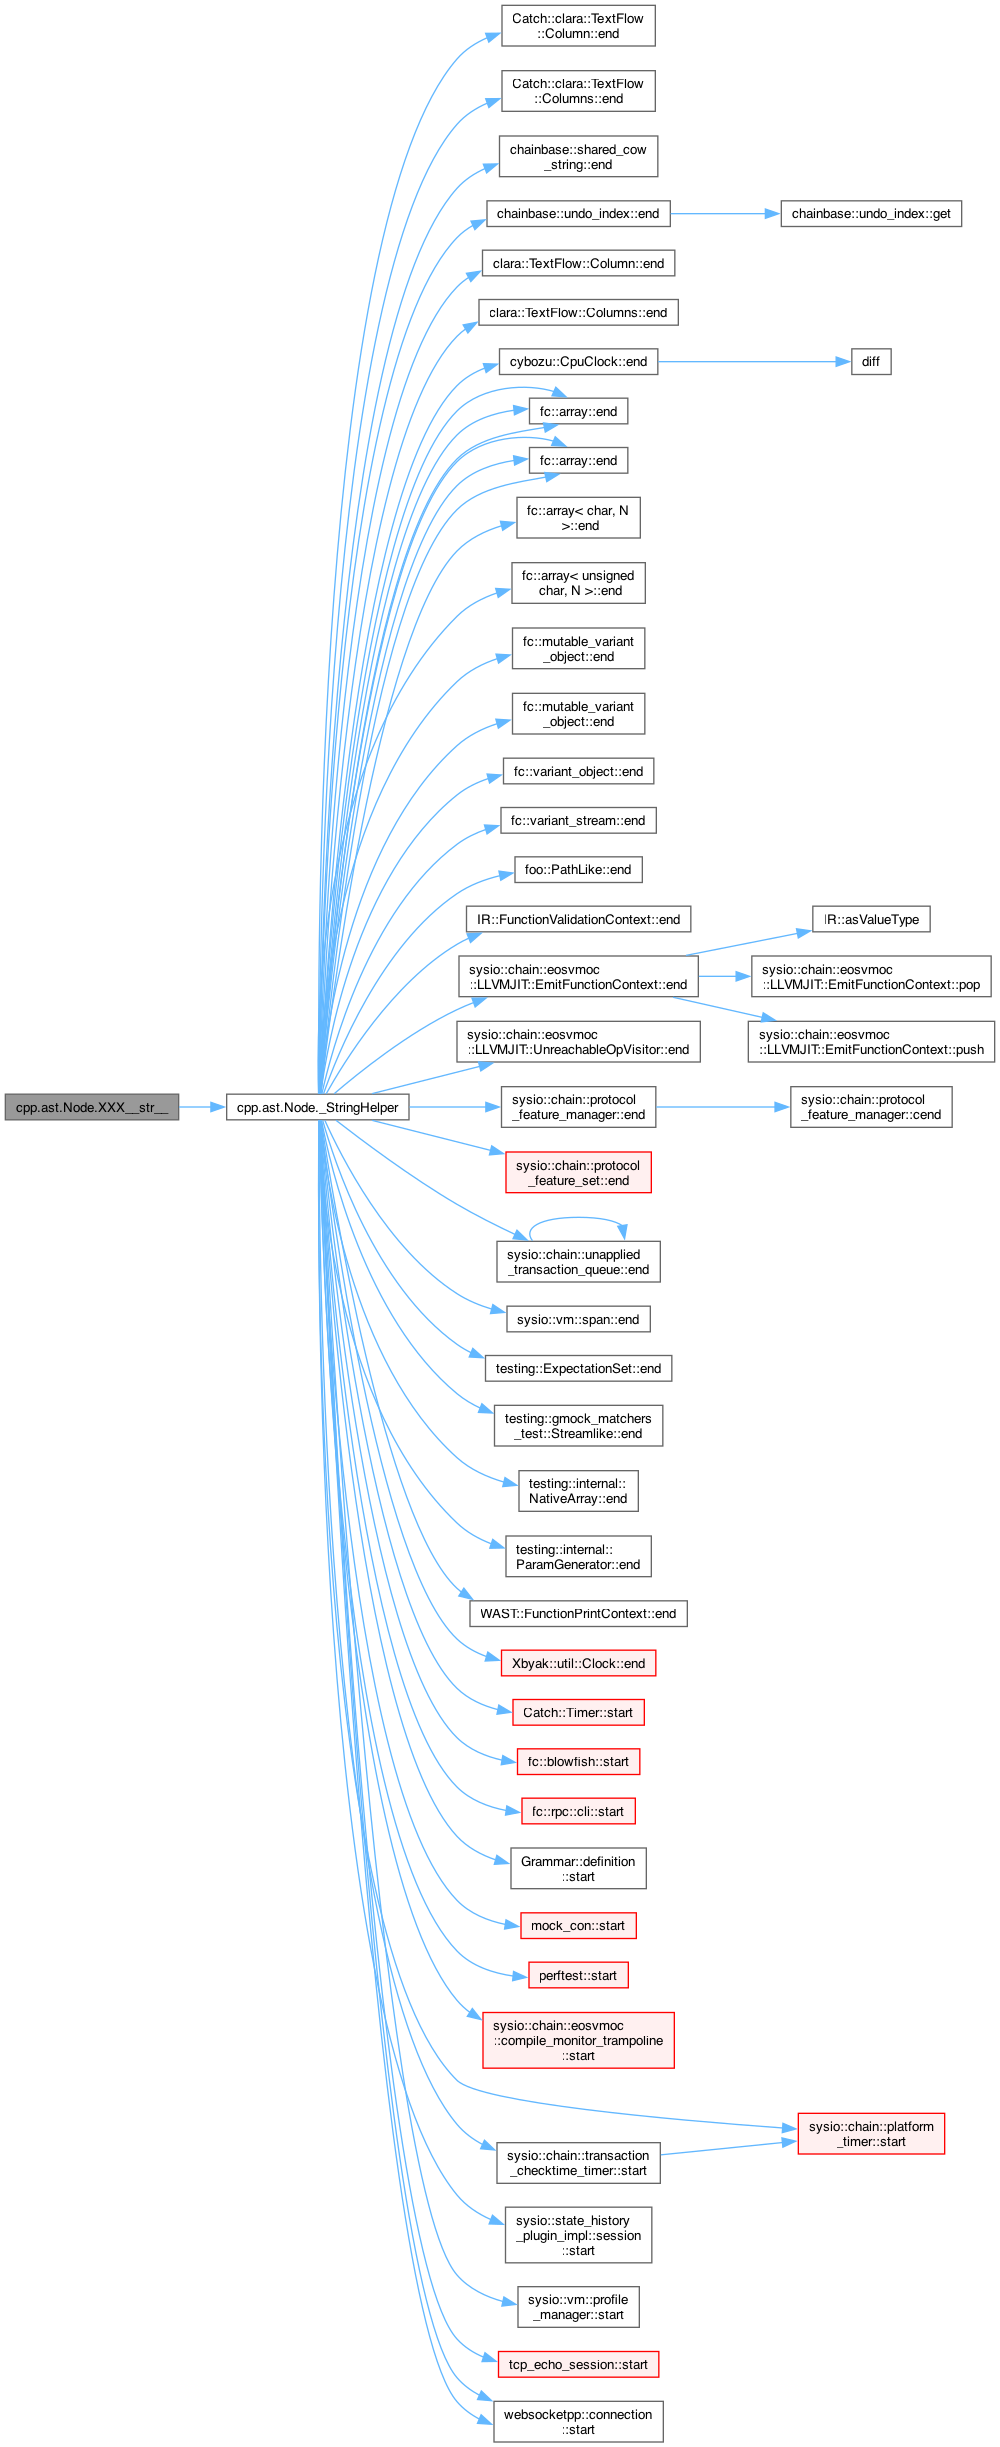 Catch::clara::TextFlow
::Column::end
Catch::clara::TextFlow
::Columns::end
chainbase::shared_cow
_string::end
chainbase::undo_index::end
chainbase::undo_index::get
clara::TextFlow::Column::end
clara::TextFlow::Columns::end
cybozu::CpuClock::end
diff
fc::array::end
fc::array::end
fc::array< char, N
>::end
fc::array< unsigned
char, N >::end
fc::mutable_variant
_object::end
fc::mutable_variant
_object::end
fc::variant_object::end
fc::variant_stream::end
foo::PathLike::end
IR::FunctionValidationContext::end
IR::asValueType
sysio::chain::eosvmoc
::LLVMJIT::EmitFunctionContext::end
sysio::chain::eosvmoc
::LLVMJIT::EmitFunctionContext::pop
sysio::chain::eosvmoc
::LLVMJIT::UnreachableOpVisitor::end
sysio::chain::eosvmoc
::LLVMJIT::EmitFunctionContext::push
cpp.ast.Node.XXX__str__
cpp.ast.Node._StringHelper
sysio::chain::protocol
_feature_manager::end
sysio::chain::protocol
_feature_manager::cend
sysio::chain::protocol
_feature_set::end
sysio::chain::unapplied
_transaction_queue::end
sysio::vm::span::end
testing::ExpectationSet::end
testing::gmock_matchers
_test::Streamlike::end
testing::internal::
NativeArray::end
testing::internal::
ParamGenerator::end
WAST::FunctionPrintContext::end
Xbyak::util::Clock::end
Catch::Timer::start
fc::blowfish::start
fc::rpc::cli::start
Grammar::definition
::start
mock_con::start
perftest::start
sysio::chain::eosvmoc
::compile_monitor_trampoline
::start
sysio::chain::platform
_timer::start
sysio::chain::transaction
_checktime_timer::start
sysio::state_history
_plugin_impl::session
::start
sysio::vm::profile
_manager::start
tcp_echo_session::start
websocketpp::connection
::start